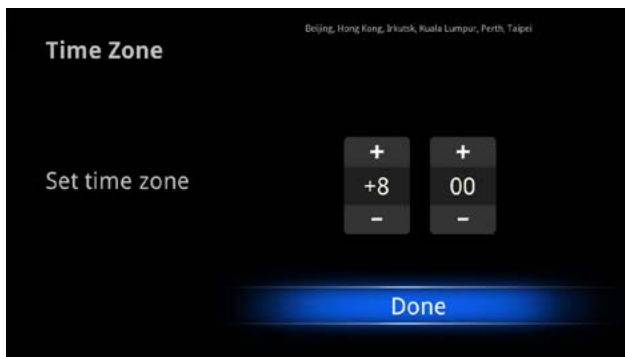 Beijing, Hong Kong, Irkutsk, Kuala Lumpur, Perth, Taipei
Time Zone
+ +
Set time zone +8 00
– –
Done